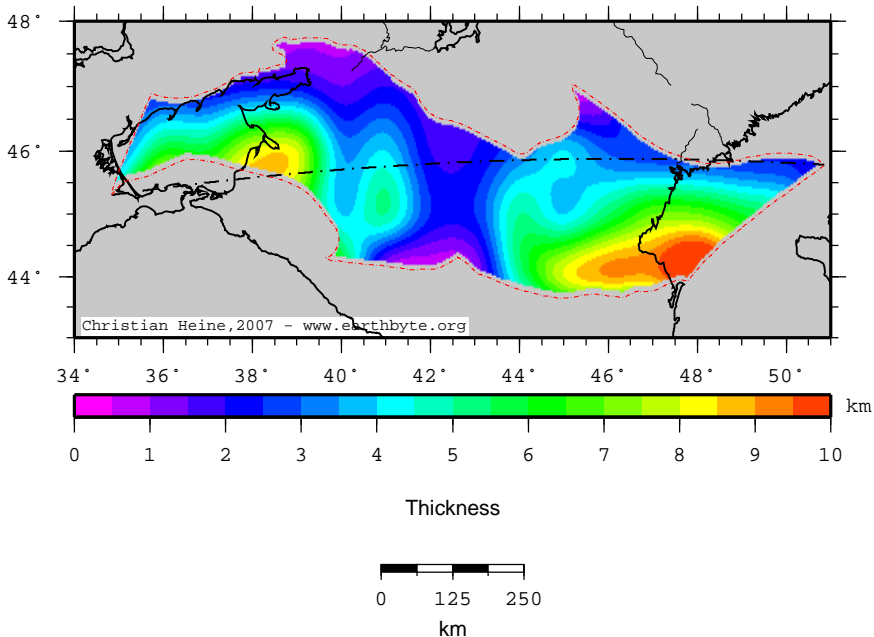 48°
46°
44°
Christian Heine,2007 - www.earthbyte.org
34° 36° 38° 40° 42° 44° 46° 48° 50°
km
0 1 2 3 4 5 6 7 8 9 10
Thickness
0 125 250
km